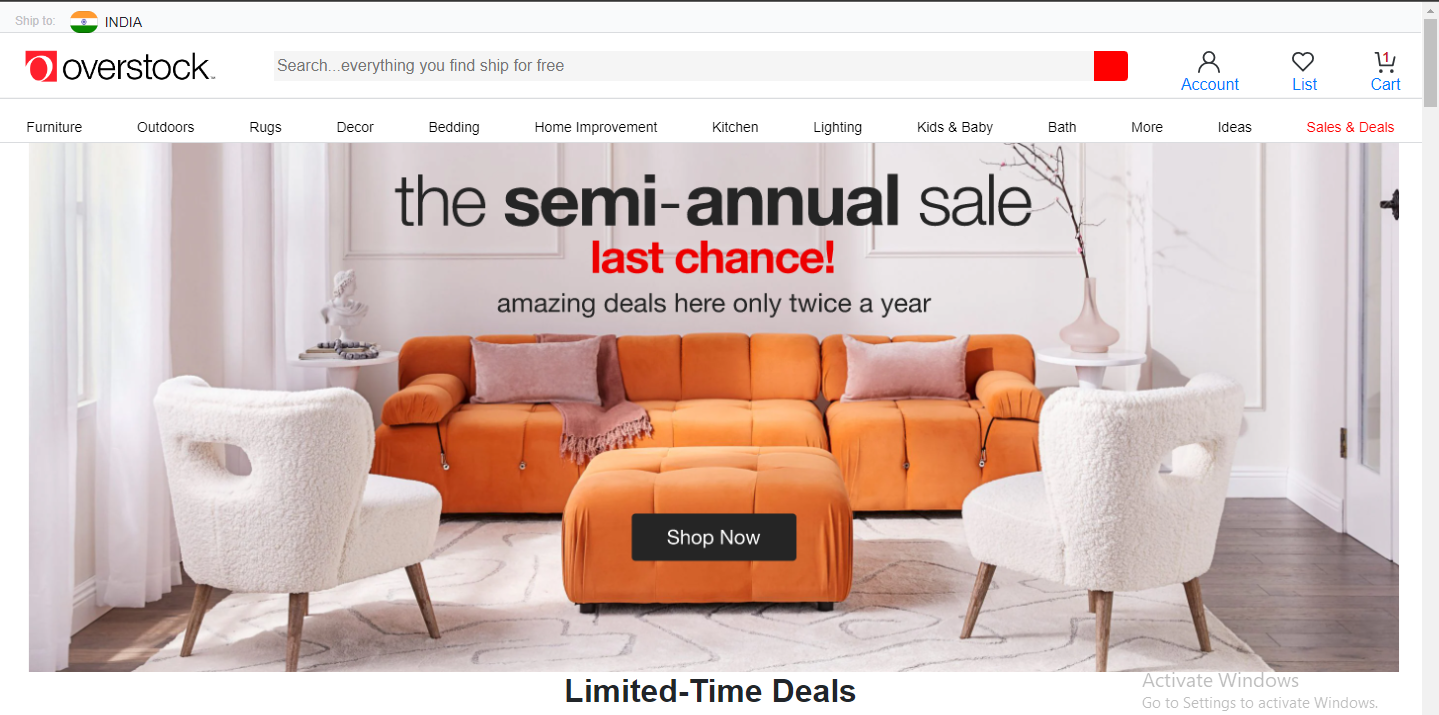 Ship to: INDIA
overstock™
Search...everything you find ship for free
1
Account List Cart
Furniture Outdoors Rugs Decor Bedding Home Improvement Kitchen Lighting Kids & Baby Bath More Ideas Sales & Deals
the semi-annual sale
last chance!
amazing deals here only twice a year
Shop Now
Limited-Time Deals
Activate Windows
Go to Settings to activate Windows.